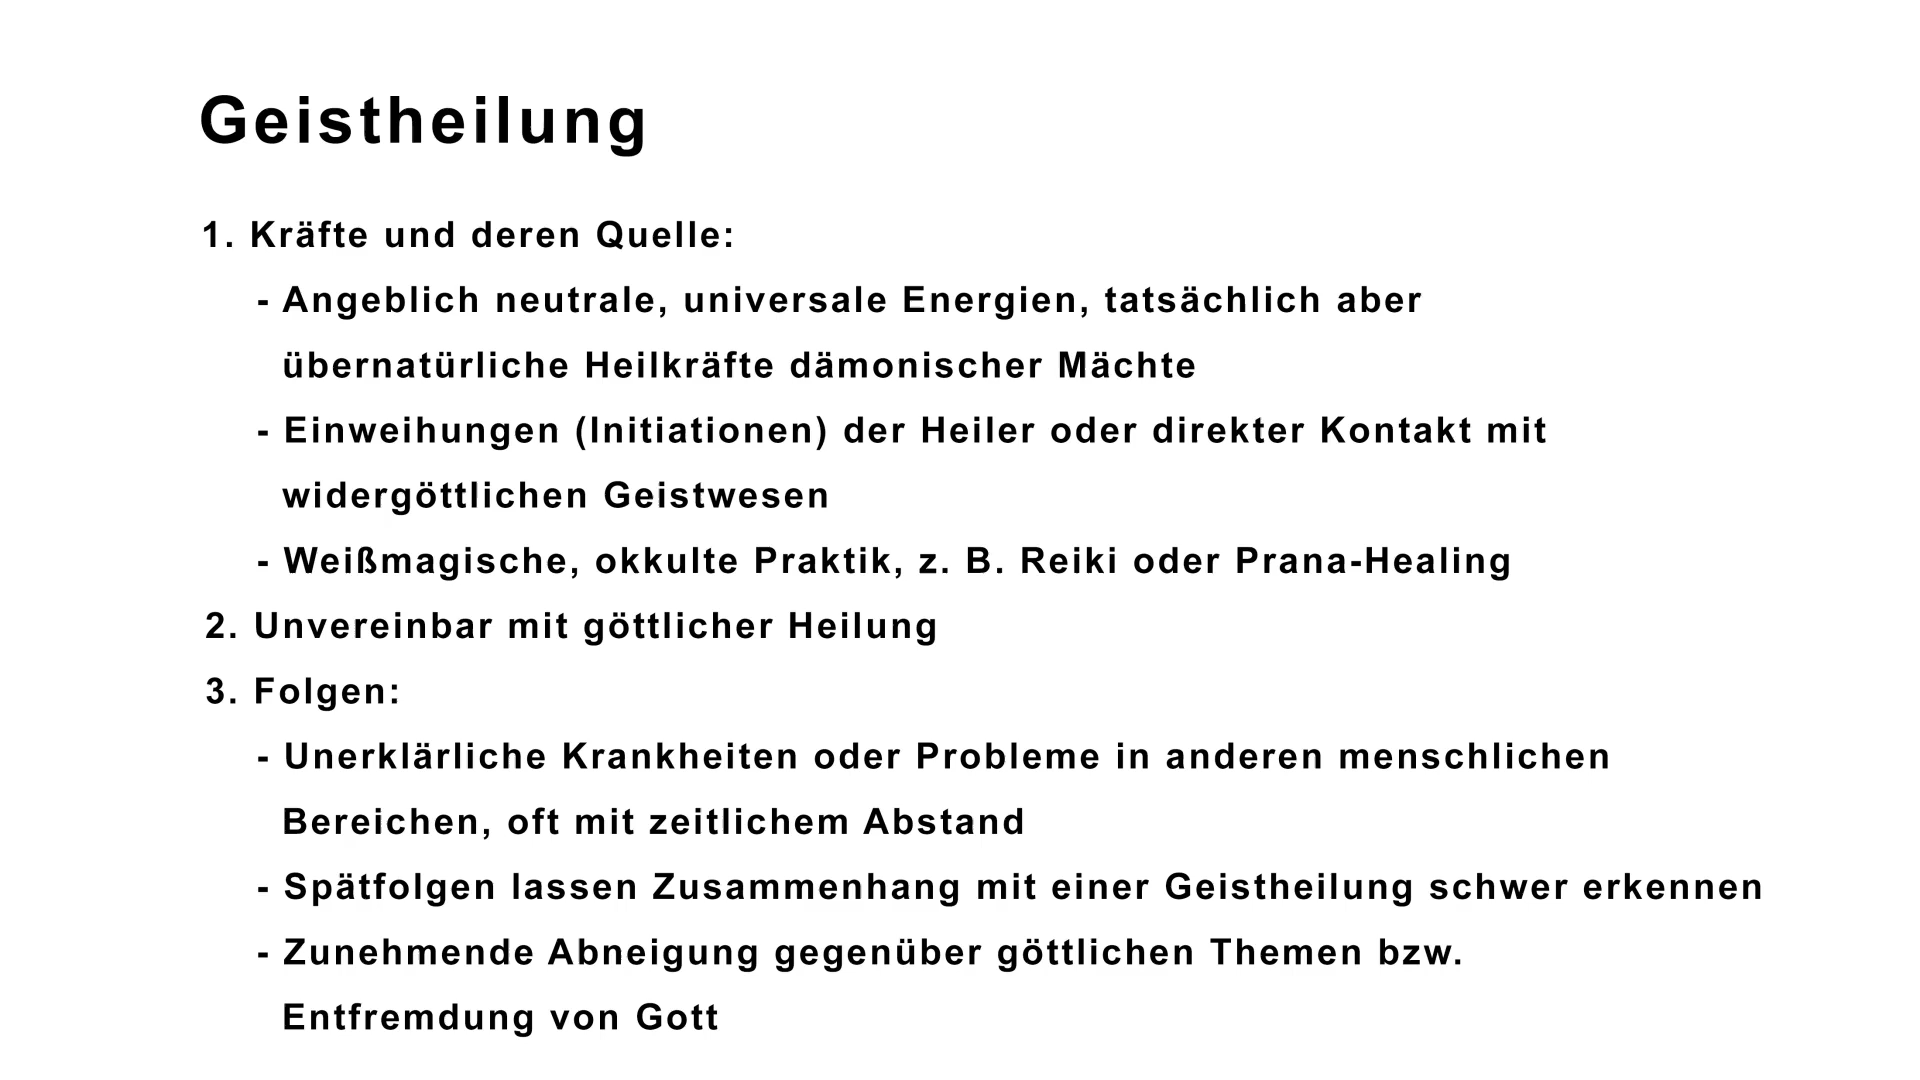 Geistheilung
1. Kräfte und deren Quelle:
- Angeblich neutrale, universale Energien, tatsächlich aber
übernatürliche Heilkräfte dämonischer Mächte
- Einweihungen (Initiationen) der Heiler oder direkter Kontakt mit
widergöttlichen Geistwesen
- Weißmagische, okkulte Praktik, z. B. Reiki oder Prana-Healing
2. Unvereinbar mit göttlicher Heilung
3. Folgen:
- Unerklärliche Krankheiten oder Probleme in anderen menschlichen
Bereichen, oft mit zeitlichem Abstand
- Spätfolgen lassen Zusammenhang mit einer Geistheilung schwer erkennen
- Zunehmende Abneigung gegenüber göttlichen Themen bzw.
Entfremdung von Gott